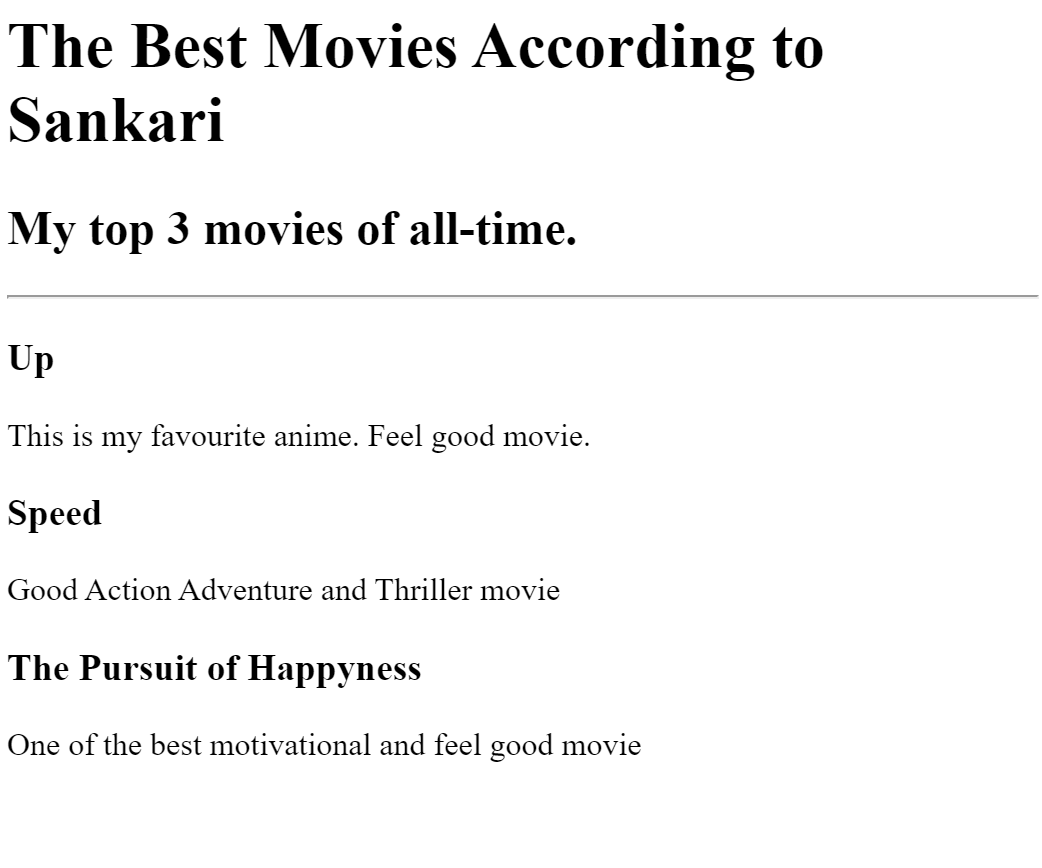 The Best Movies According to
Sankari
My top 3 movies of all-time.
Up
This is my favourite anime. Feel good movie.
Speed
Good Action Adventure and Thriller movie
The Pursuit of Happyness
One of the best motivational and feel good movie